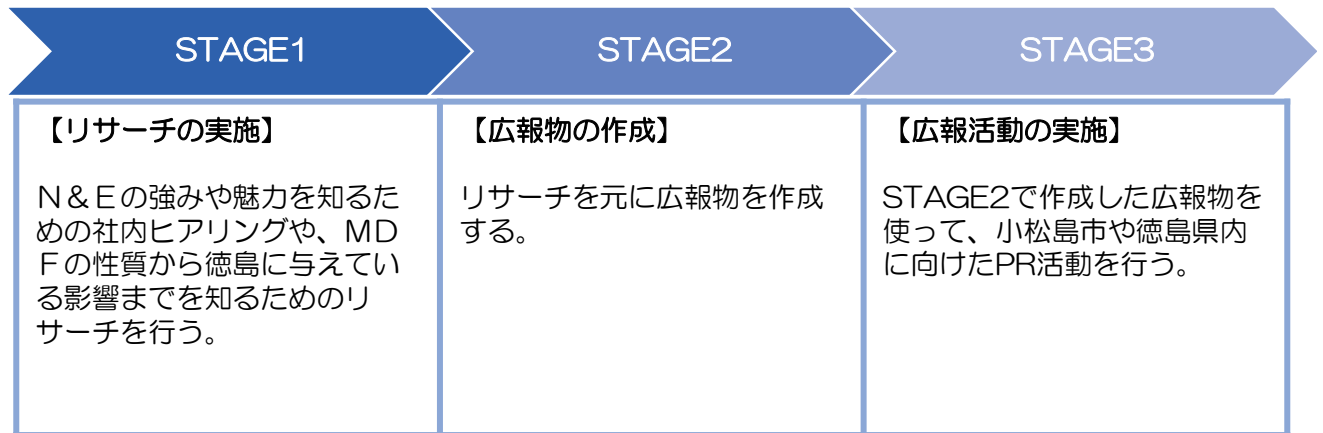 STAGE1
STAGE2
STAGE3
【リサーチの実施】
N&Eの強みや魅力を知るた
めの社内ヒアリングや、MD
Fの性質から徳島に与えてい
る影響までを知るためのリ
サーチを行う。
【広報物の作成】
リサーチを元に広報物を作成
する。
【広報活動の実施】
STAGE2で作成した広報物を
使って、小松島市や徳島県内
に向けたPR活動を行う。